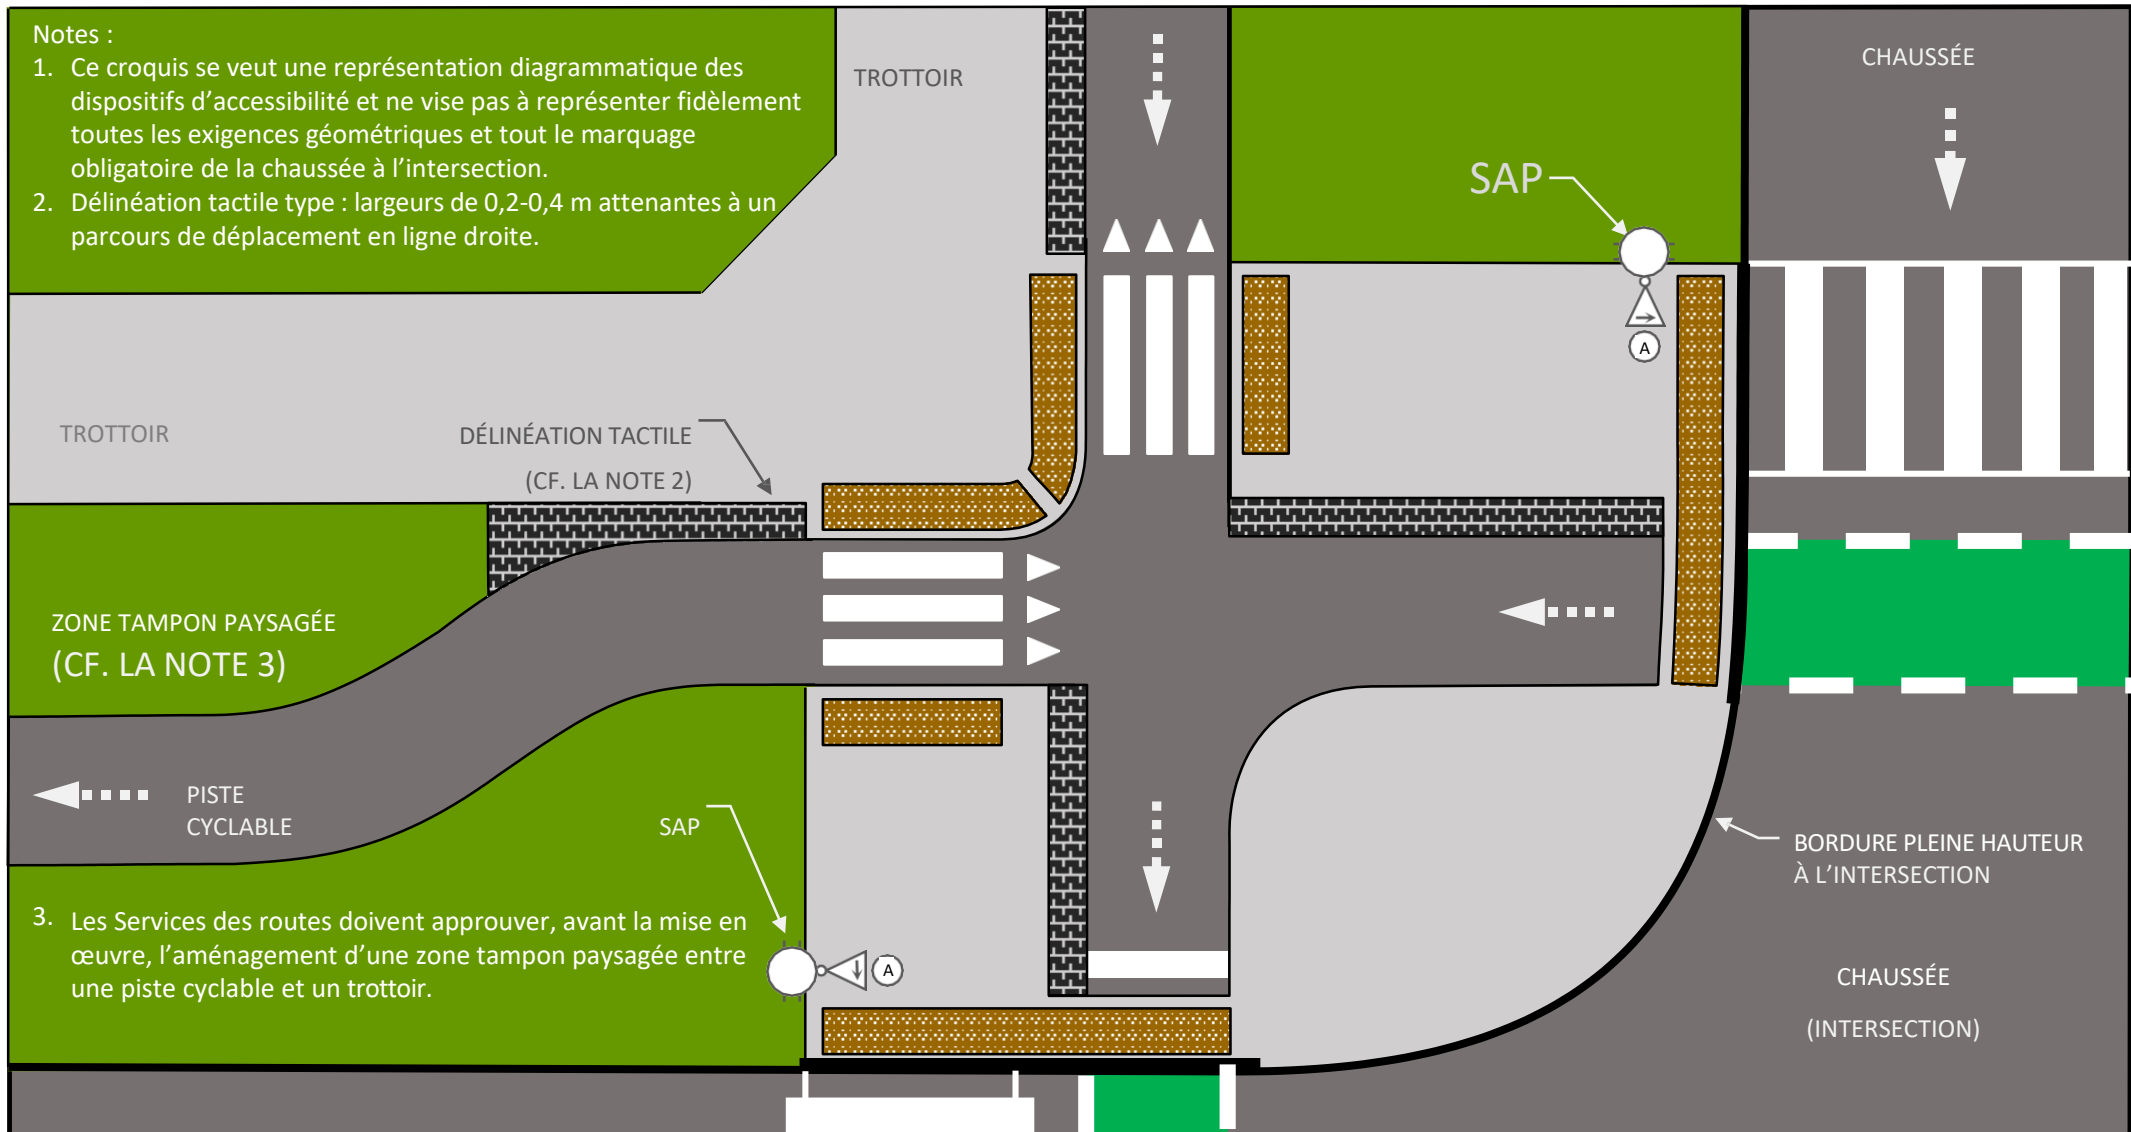 Notes :
1. Ce croquis se veut une représentation diagrammatique des
dispositifs d’accessibilité et ne vise pas à représenter fidèlement
toutes les exigences géométriques et tout le marquage
obligatoire de la chaussée à l’intersection.
2. Délinéation tactile type : largeurs de 0,2-0,4 m attenantes à un
parcours de déplacement en ligne droite.
TROTTOIR
CHAUSSÉE
SAP
A
TROTTOIR
DÉLINÉATION TACTILE
(CF. LA NOTE 2)
ZONE TAMPON PAYSAGÉE
(CF. LA NOTE 3)
PISTE
CYCLABLE
SAP
BORDURE PLEINE HAUTEUR
À L’INTERSECTION
3. Les Services des routes doivent approuver, avant la mise en
œuvre, l’aménagement d’une zone tampon paysagée entre
une piste cyclable et un trottoir.
A
CHAUSSÉE
(INTERSECTION)